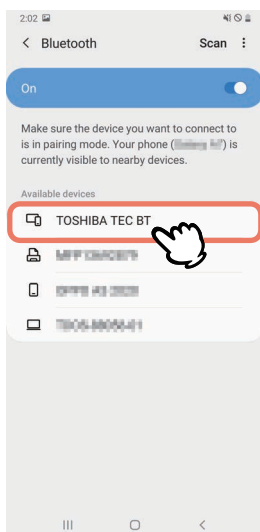 2:02
Bluetooth Scan
On
Make sure the device you want to connect to
is in pairing mode. Your phone ( ) is
currently visible to nearby devices.
Available devices
TOSHIBA TEC BT